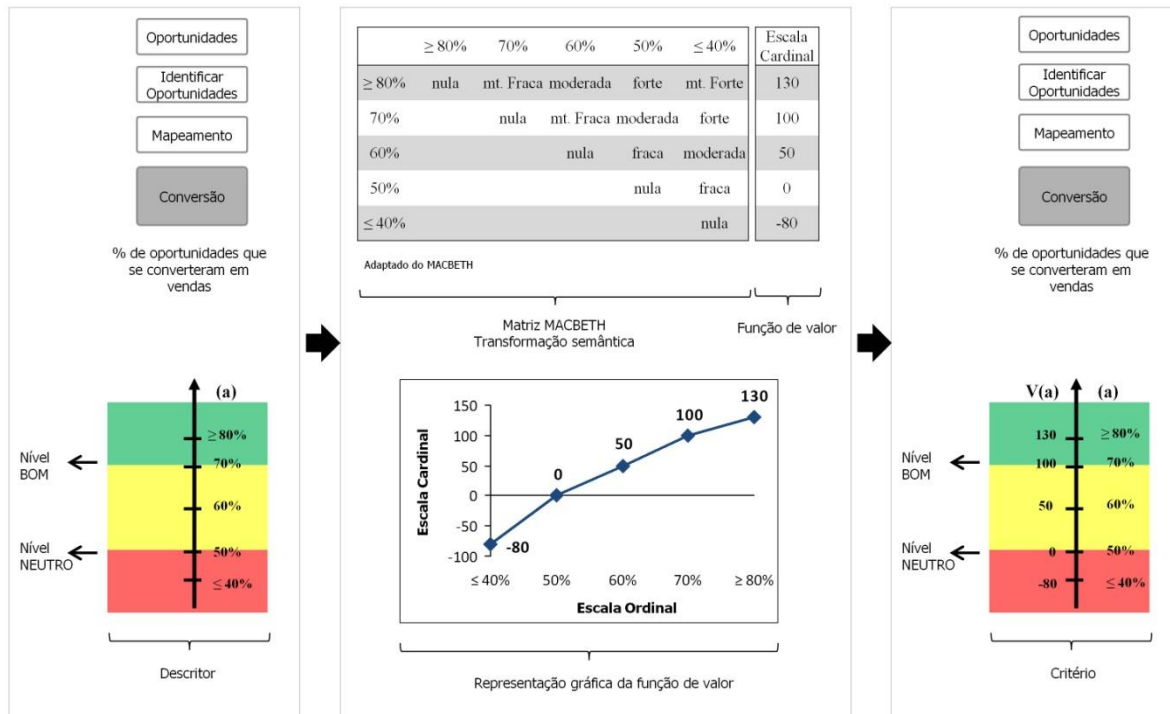 Oportunidades
Identificar
Oportunidades
Mapeamento
Conversão
% de oportunidades que
se converteram em
vendas
(a)
≥ 80%
Nível
BOM
70%
60%
Nível
NEUTRO
50%
≤ 40%
Descritor
≥ 80% 70% 60% 50% ≤ 40% Escala
Cardinal
≥ 80% nula mt. Fraca moderada forte mt. Forte 130
70% nula mt. Fraca moderada forte 100
60% nula fraca moderada 50
50% nula fraca 0
≤ 40% nula -80
Adaptado do MACBETH
Matriz MACBETH
Transformação semântica
Função de valor
Escala Cardinal
150
100
50
0
-50
-100
-80
0
50
100
130
≤ 40% 50% 60% 70% ≥ 80%
Escala Ordinal
Representação gráfica da função de valor
Oportunidades
Identificar
Oportunidades
Mapeamento
Conversão
% de oportunidades que
se converteram em
vendas
V(a) (a)
130 ≥ 80%
Nível
BOM
100 70%
50 60%
Nível
NEUTRO
0 50%
-80 ≤ 40%
Critério